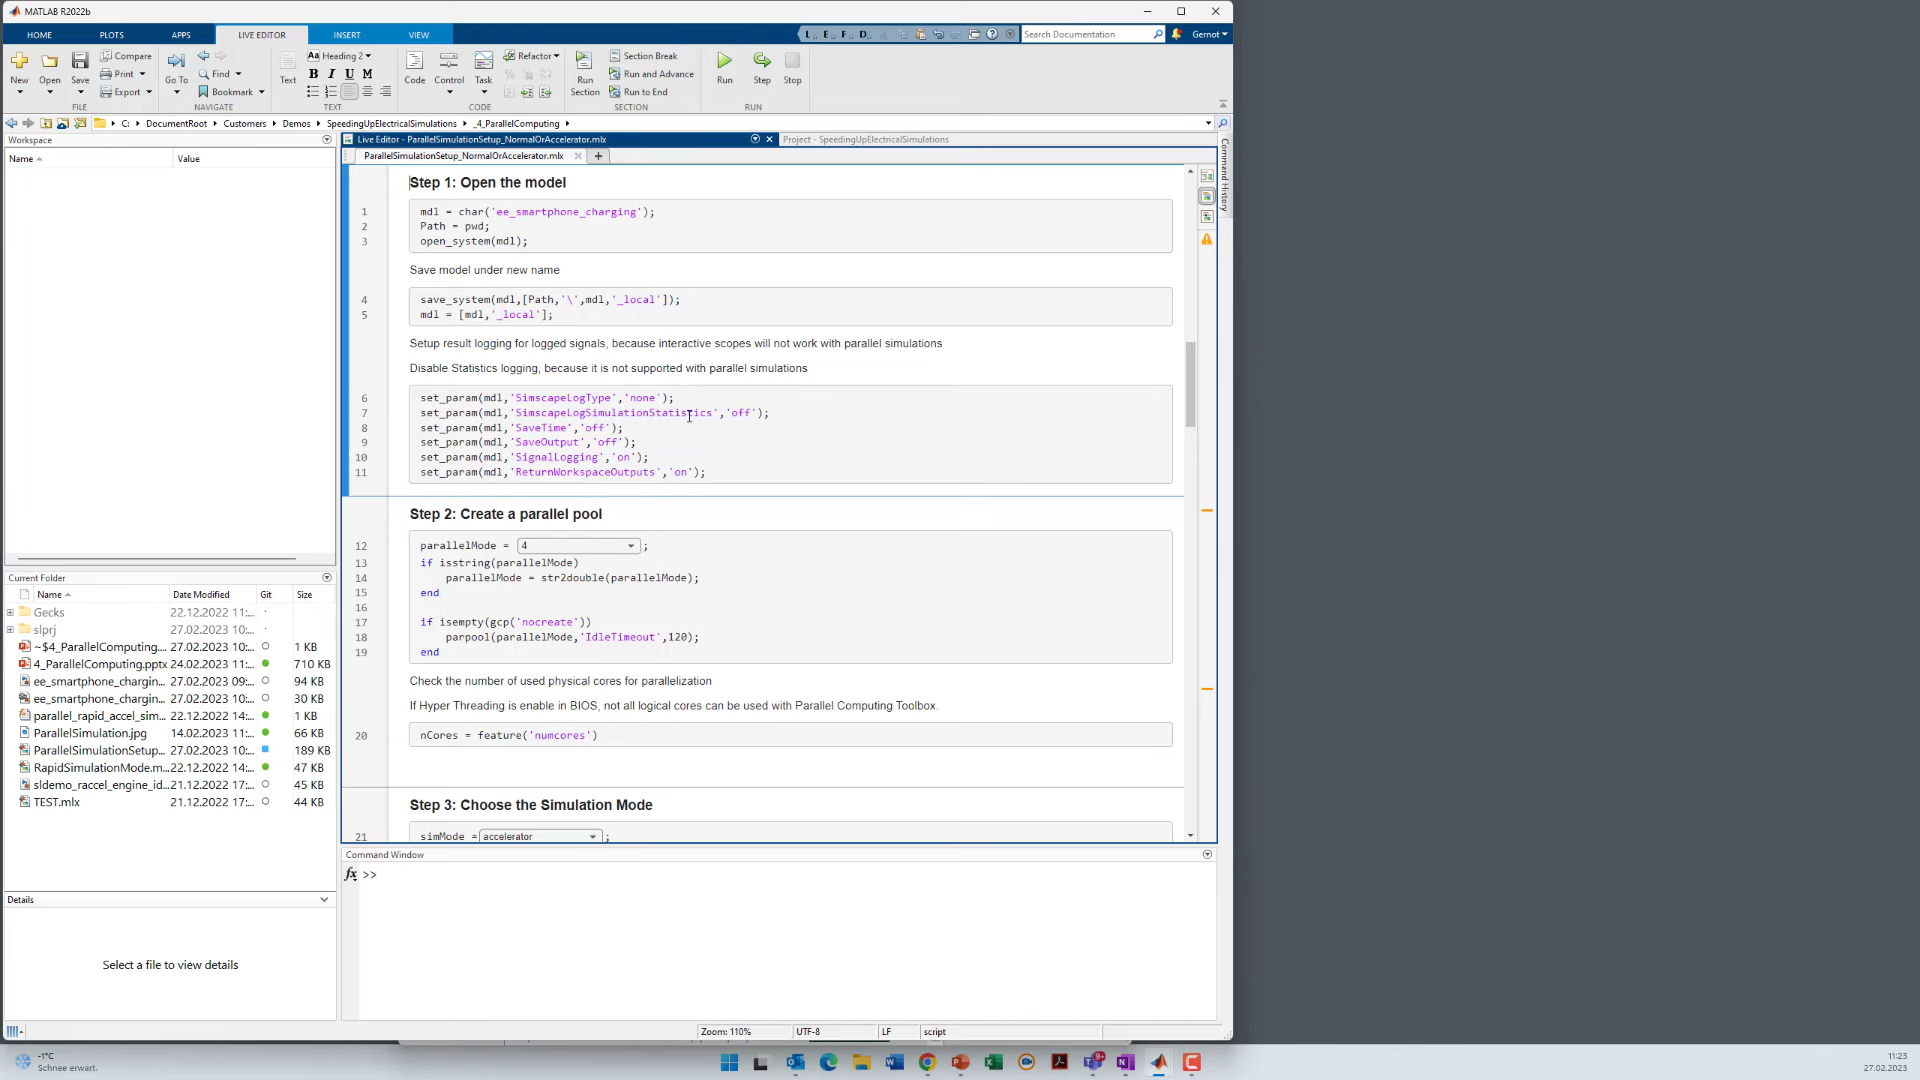 MATLAB R2022b
HOME PLOTS APPS LIVE EDITOR INSERT VIEW
Search Documentation
Gernot
New Open Save Compare Print Export
FILE
Go To Find Bookmark
NAVIGATE
Text Aa Heading 2
B I U M
TEXT
Code Control Task Refactor
CODE
Run Section Section Break Run and Advance Run to End
SECTION
Run Step Stop
RUN
C: DocumentRoot Customers Demos SpeedingUpElectricalSimulations _4_ParallelComputing
Workspace
Name Value
Live Editor - ParallelSimulationSetup_NormalOrAccelerator.mlx
Project - SpeedingUpElectricalSimulations
ParallelSimulationSetup_NormalOrAccelerator.mlx
Command History
Step 1: Open the model
1 mdl = char('ee_smartphone_charging');
2 Path = pwd;
3 open_system(mdl);
Save model under new name
4 save_system(mdl,[Path,'\',mdl,'_local']);
5 mdl = [mdl,'_local'];
Setup result logging for logged signals, because interactive scopes will not work with parallel simulations
Disable Statistics logging, because it is not supported with parallel simulations
6 set_param(mdl,'SimscapeLogType','none');
7 set_param(mdl,'SimscapeLogSimulationStatistics','off');
8 set_param(mdl,'SaveTime','off');
9 set_param(mdl,'SaveOutput','off');
10 set_param(mdl,'SignalLogging','on');
11 set_param(mdl,'ReturnWorkspaceOutputs','on');
Step 2: Create a parallel pool
12 parallelMode = 4 ;
13 if isstring(parallelMode)
14 parallelMode = str2double(parallelMode);
15 end
16
17 if isempty(gcp('nocreate'))
18 parpool(parallelMode,'IdleTimeout',120);
19 end
Check the number of used physical cores for parallelization
If Hyper Threading is enable in BIOS, not all logical cores can be used with Parallel Computing Toolbox.
20 nCores = feature('numcores')
Step 3: Choose the Simulation Mode
21 simMode = accelerator ;
Current Folder
Name Date Modified Git Size
Gecks 22.12.2022 11:...
slprj 27.02.2023 10:...
~$4_ParallelComputing.... 27.02.2023 10:... 1 KB
4_ParallelComputing.pptx 24.02.2023 11:... 710 KB
ee_smartphone_chargin... 27.02.2023 09:... 94 KB
ee_smartphone_chargin... 27.02.2023 10:... 30 KB
parallel_rapid_accel_sim... 22.12.2022 14:... 1 KB
ParallelSimulation.jpg 14.02.2023 11:... 66 KB
ParallelSimulationSetup... 27.02.2023 10:... 189 KB
RapidSimulationMode.m... 22.12.2022 14:... 47 KB
sldemo_raccel_engine_id... 21.12.2022 17:... 45 KB
TEST.mlx 21.12.2022 17:... 44 KB
Details
Select a file to view details
Command Window
fx >>
Zoom: 110% UTF-8 LF script
-1°C
Schnee erwart.
11:23
27.02.2023